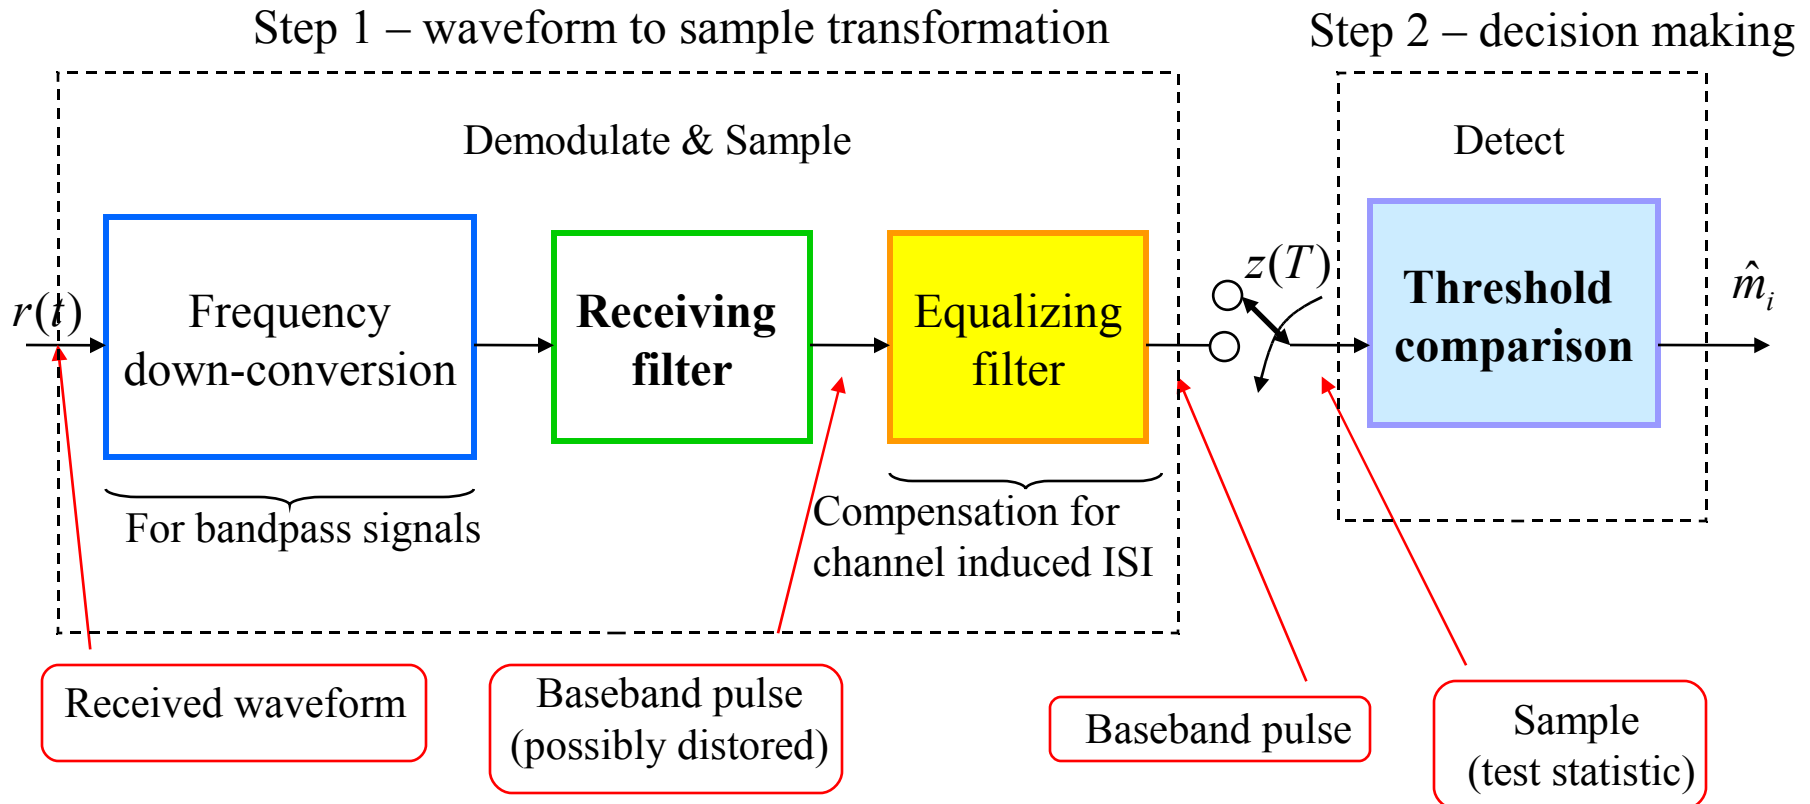 Step 1 – waveform to sample transformation
Step 2 – decision making
Demodulate & Sample
Detect
r(t)
Frequency
down-conversion
Receiving
filter
Equalizing
filter
z(T)
Threshold
comparison
m̂ᵢ
For bandpass signals
Compensation for
channel induced ISI
Received waveform
Baseband pulse
(possibly distored)
Baseband pulse
Sample
(test statistic)